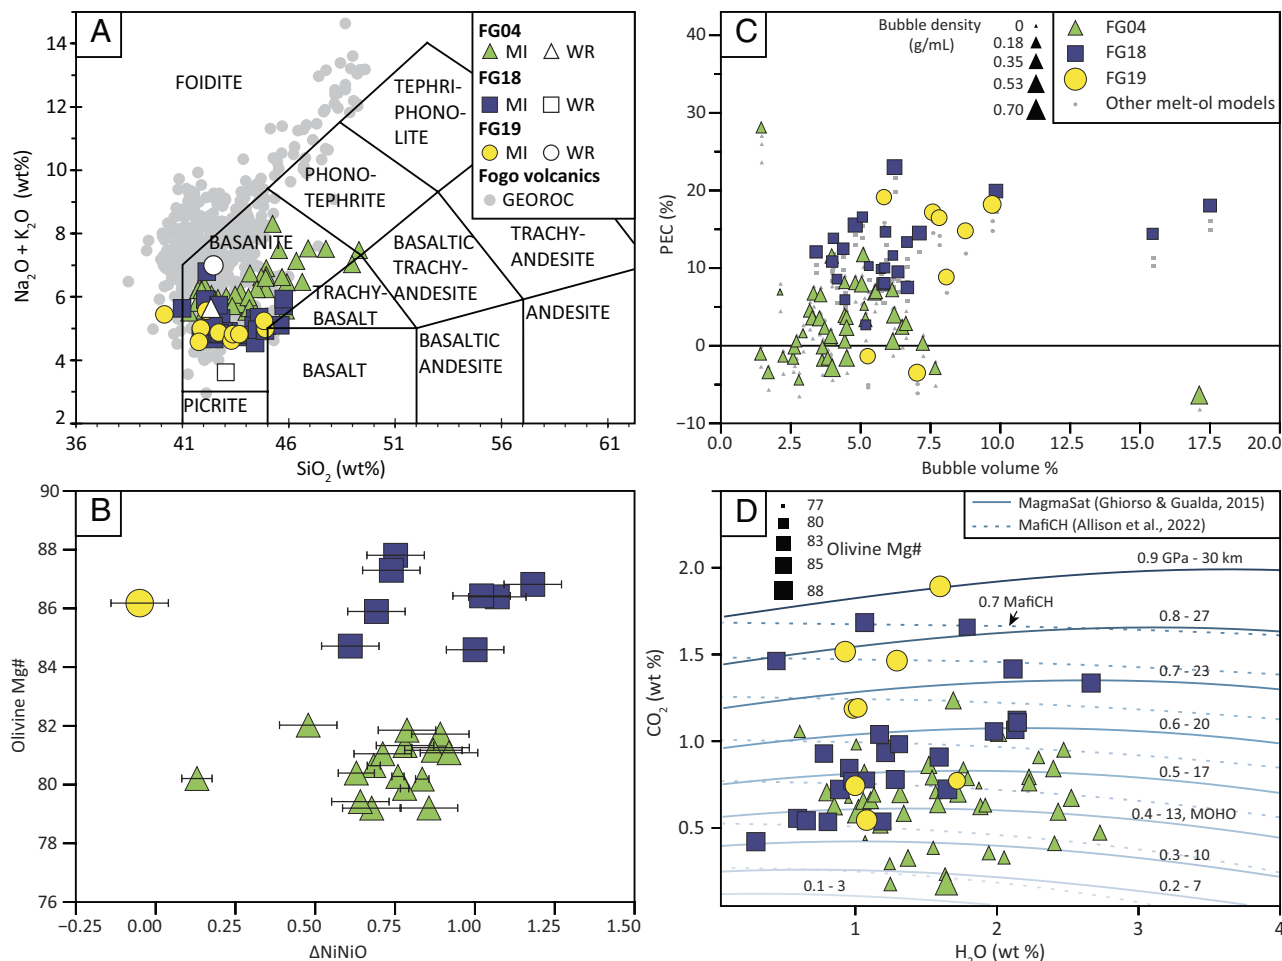 A
14
12
10
8
6
4
2
Na2O + K2O (wt%)
36
41
46
51
56
61
SiO2 (wt%)
FOIDITE
TEPHRI-
PHONO-
LITE
PHONO-
TEPHRITE
BASANITE
BASALTIC
TRACHY-
ANDESITE
TRACHY-
ANDESITE
TRACHY-
BASALT
ANDESITE
BASALTIC
ANDESITE
BASALT
PICRITE
FG04
MI WR
FG18
MI WR
FG19
MI WR
Fogo volcanics
GEOROC
C
40
30
20
10
0
−10
PEC (%)
0.0
2.5
5.0
7.5
10.0
12.5
15.0
17.5
20.0
Bubble volume %
Bubble density
(g/mL)
0
0.18
0.35
0.53
0.70
FG04
FG18
FG19
Other melt-ol models
B
90
88
86
84
82
80
78
76
Olivine Mg#
−0.25
0.00
0.25
0.50
0.75
1.00
1.25
1.50
ΔNiNiO
D
2.0
1.5
1.0
0.5
CO2 (wt %)
1
2
3
4
H2O (wt %)
77
80
83
85
88
Olivine Mg#
MagmaSat (Ghiorso & Gualda, 2015)
MafiCH (Allison et al., 2022)
0.9 GPa - 30 km
0.7 MafiCH
0.8 - 27
0.7 - 23
0.6 - 20
0.5 - 17
0.4 - 13, MOHO
0.3 - 10
0.2 - 7
0.1 - 3